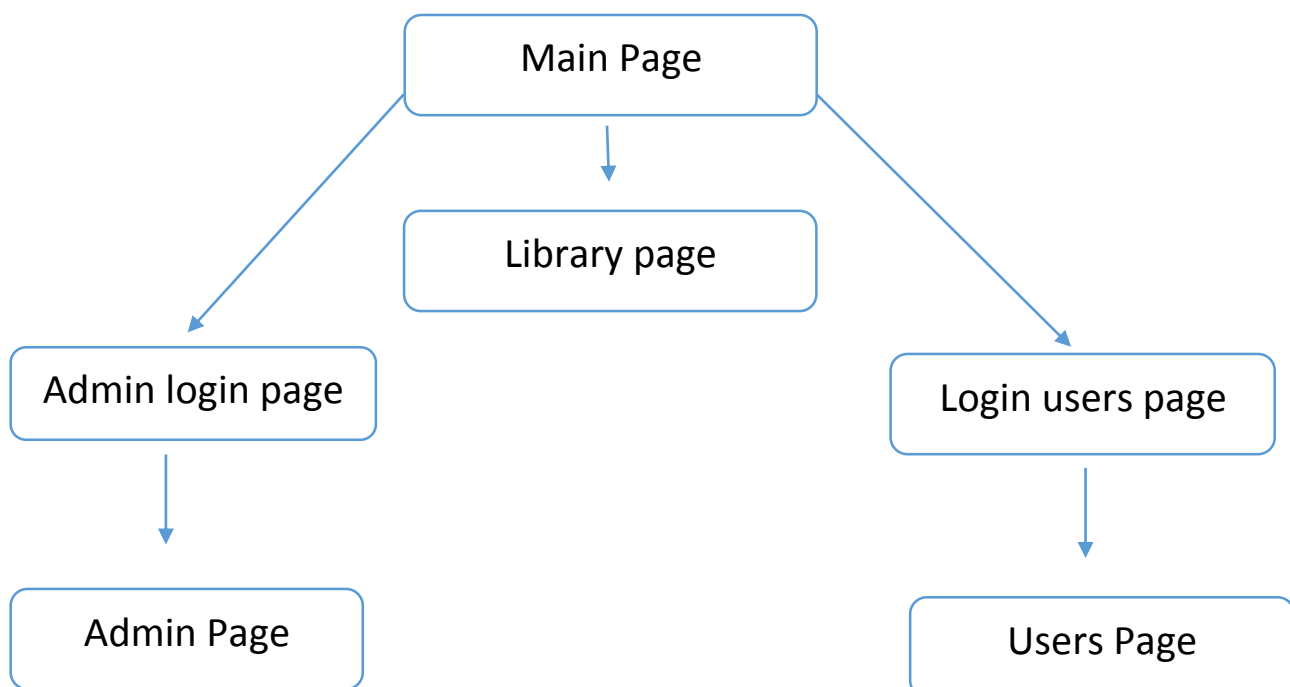 Main Page
Library page
Admin login page
Login users page
Admin Page
Users Page